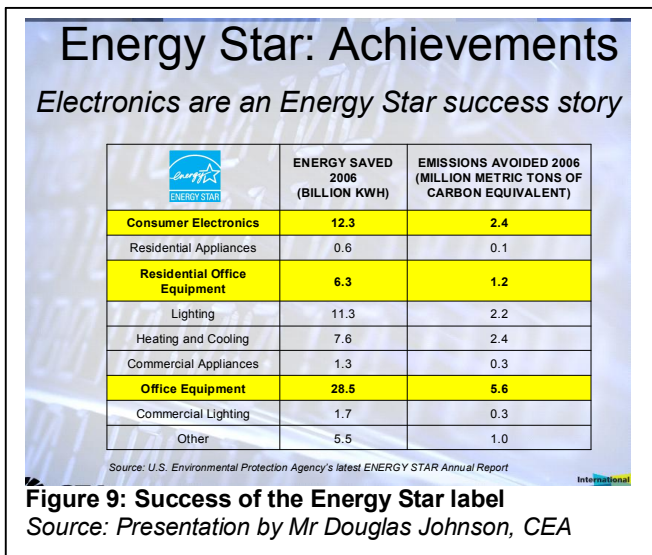 Energy Star: Achievements
Electronics are an Energy Star success story
energy
ENERGY STAR
ENERGY SAVED
2006
(BILLION KWH)
EMISSIONS AVOIDED 2006
(MILLION METRIC TONS OF
CARBON EQUIVALENT)
Consumer Electronics 12.3 2.4
Residential Appliances 0.6 0.1
Residential Office
Equipment 6.3 1.2
Lighting 11.3 2.2
Heating and Cooling 7.6 2.4
Commercial Appliances 1.3 0.3
Office Equipment 28.5 5.6
Commercial Lighting 1.7 0.3
Other 5.5 1.0
Source: U.S. Environmental Protection Agency's latest ENERGY STAR Annual Report
International
Figure 9: Success of the Energy Star label
Source: Presentation by Mr Douglas Johnson, CEA